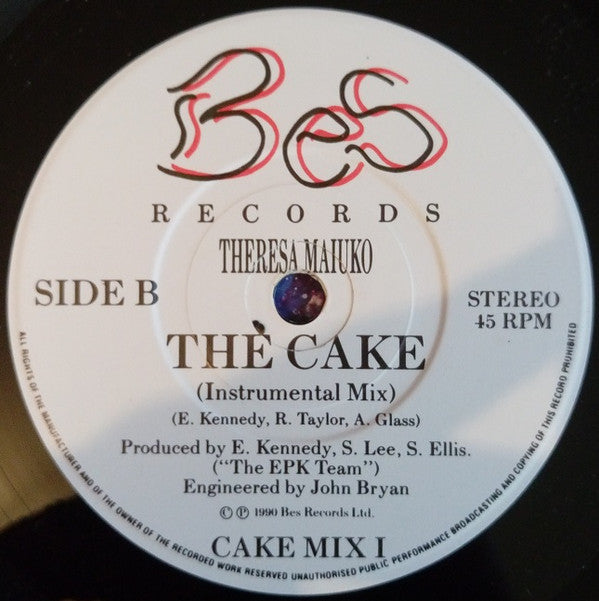 Bes
RECORDS
THERESA MAIUKO
SIDE B
STEREO
45 RPM
THE CAKE
(Instrumental Mix)
(E. Kennedy, R. Taylor, A. Glass)
Produced by E. Kennedy, S. Lee, S. Ellis.
("The EPK Team")
Engineered by John Bryan
© ℗ 1990 Bes Records Ltd.
CAKE MIX I
ALL RIGHTS OF THE MANUFACTURER AND OF THE OWNER OF THE RECORDED WORK RESERVED UNAUTHORISED PUBLIC PERFORMANCE BROADCASTING AND COPYING OF THIS RECORD PROHIBITED